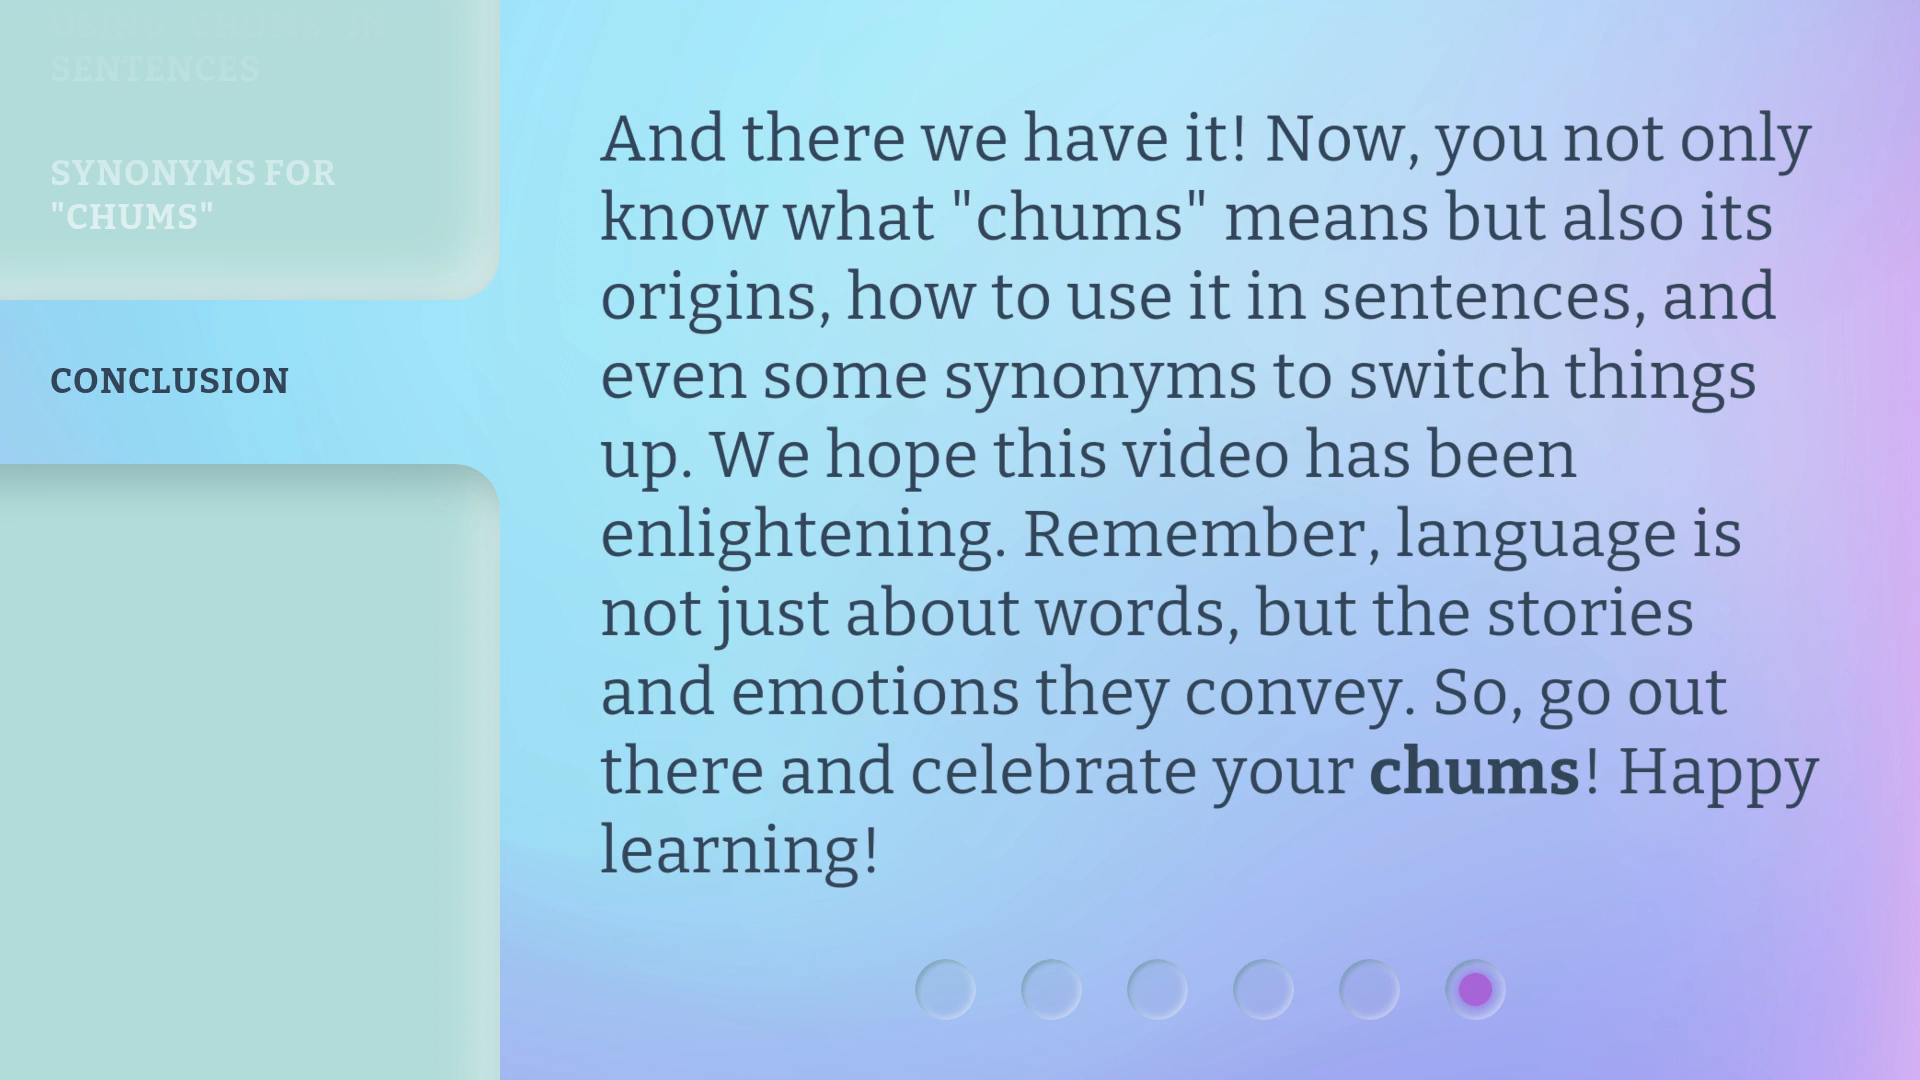 USING "CHUMS" IN
SENTENCES
SYNONYMS FOR
"CHUMS"
CONCLUSION
And there we have it! Now, you not only
know what "chums" means but also its
origins, how to use it in sentences, and
even some synonyms to switch things
up. We hope this video has been
enlightening. Remember, language is
not just about words, but the stories
and emotions they convey. So, go out
there and celebrate your chums! Happy
learning!